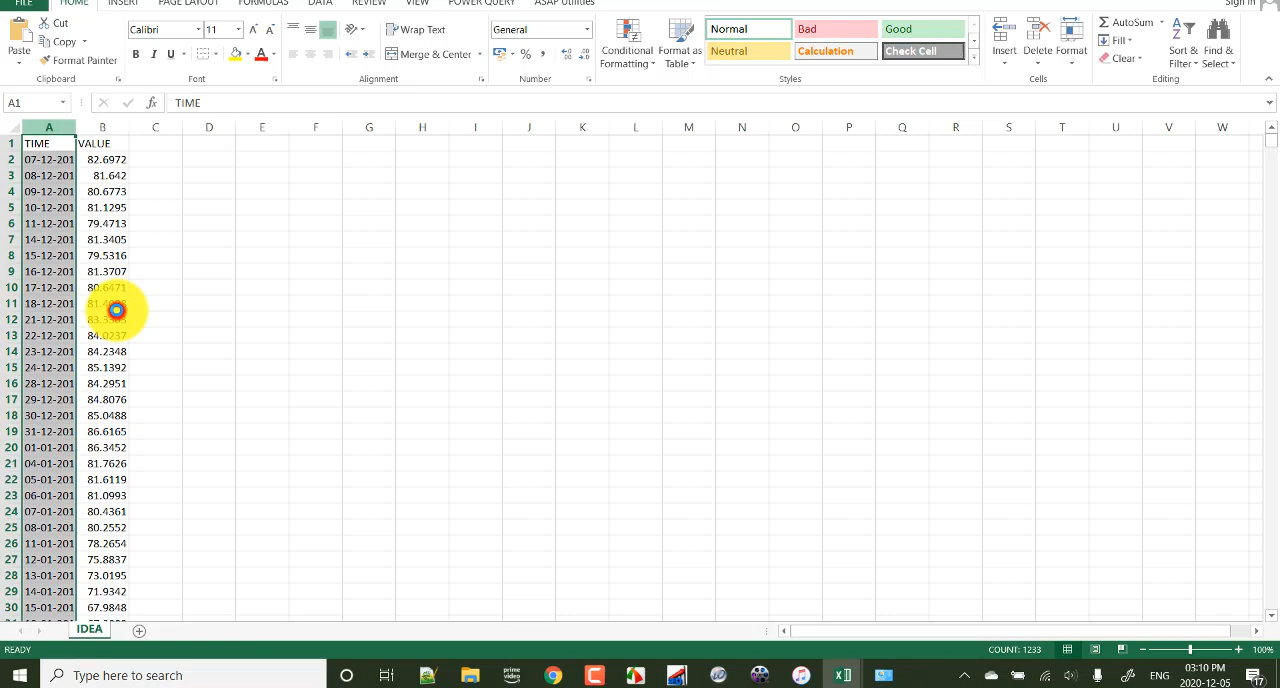 FILE HOME INSERT PAGE LAYOUT FORMULAS DATA REVIEW VIEW POWER QUERY ASAP Utilities Sign in
Cut
Copy
Format Painter
Paste
Clipboard
Calibri 11
B I U
Font
Wrap Text
Merge & Center
Alignment
General
Number
Conditional Formatting
Format as Table
Normal Bad Good
Neutral Calculation Check Cell
Styles
Insert Delete Format
Cells
AutoSum
Fill
Clear
Sort & Filter
Find & Select
Editing
A1 fx TIME
A B C D E F G H I J K L M N O P Q R S T U V W
1 TIME VALUE
2 07-12-201 82.6972
3 08-12-201 81.642
4 09-12-201 80.6773
5 10-12-201 81.1295
6 11-12-201 79.4713
7 14-12-201 81.3405
8 15-12-201 79.5316
9 16-12-201 81.3707
10 17-12-201 80.6471
11 18-12-201
12 21-12-201
13 22-12-201 84.0237
14 23-12-201 84.2348
15 24-12-201 85.1392
16 28-12-201 84.2951
17 29-12-201 84.8076
18 30-12-201 85.0488
19 31-12-201 86.6165
20 01-01-201 86.3452
21 04-01-201 81.7626
22 05-01-201 81.6119
23 06-01-201 81.0993
24 07-01-201 80.4361
25 08-01-201 80.2552
26 11-01-201 78.2654
27 12-01-201 75.8837
28 13-01-201 73.0195
29 14-01-201 71.9342
30 15-01-201 67.9848
IDEA
READY COUNT: 1233 100%
Type here to search
prime video
ENG
03:10 PM
2020-12-05
17